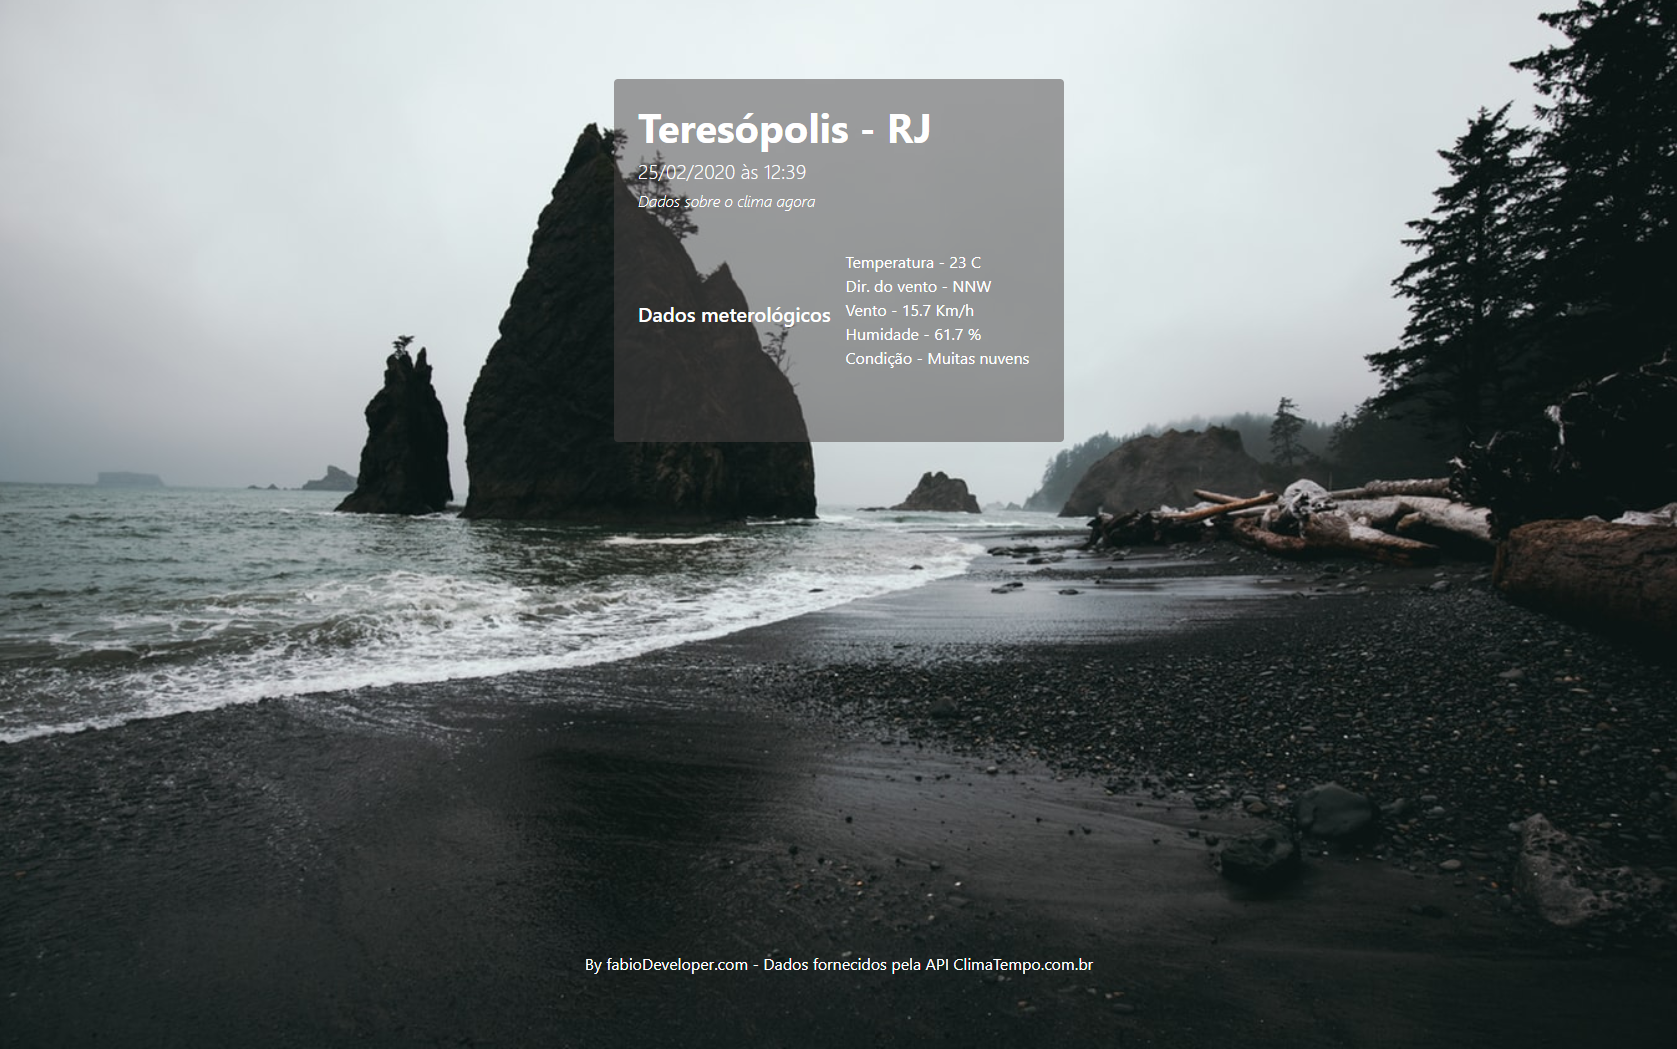 Teresópolis - RJ
25/02/2020 às 12:39
Dados sobre o clima agora
Dados meterológicos
Temperatura - 23 C
Dir. do vento - NNW
Vento - 15.7 Km/h
Humidade - 61.7 %
Condição - Muitas nuvens
By fabioDeveloper.com - Dados fornecidos pela API ClimaTempo.com.br